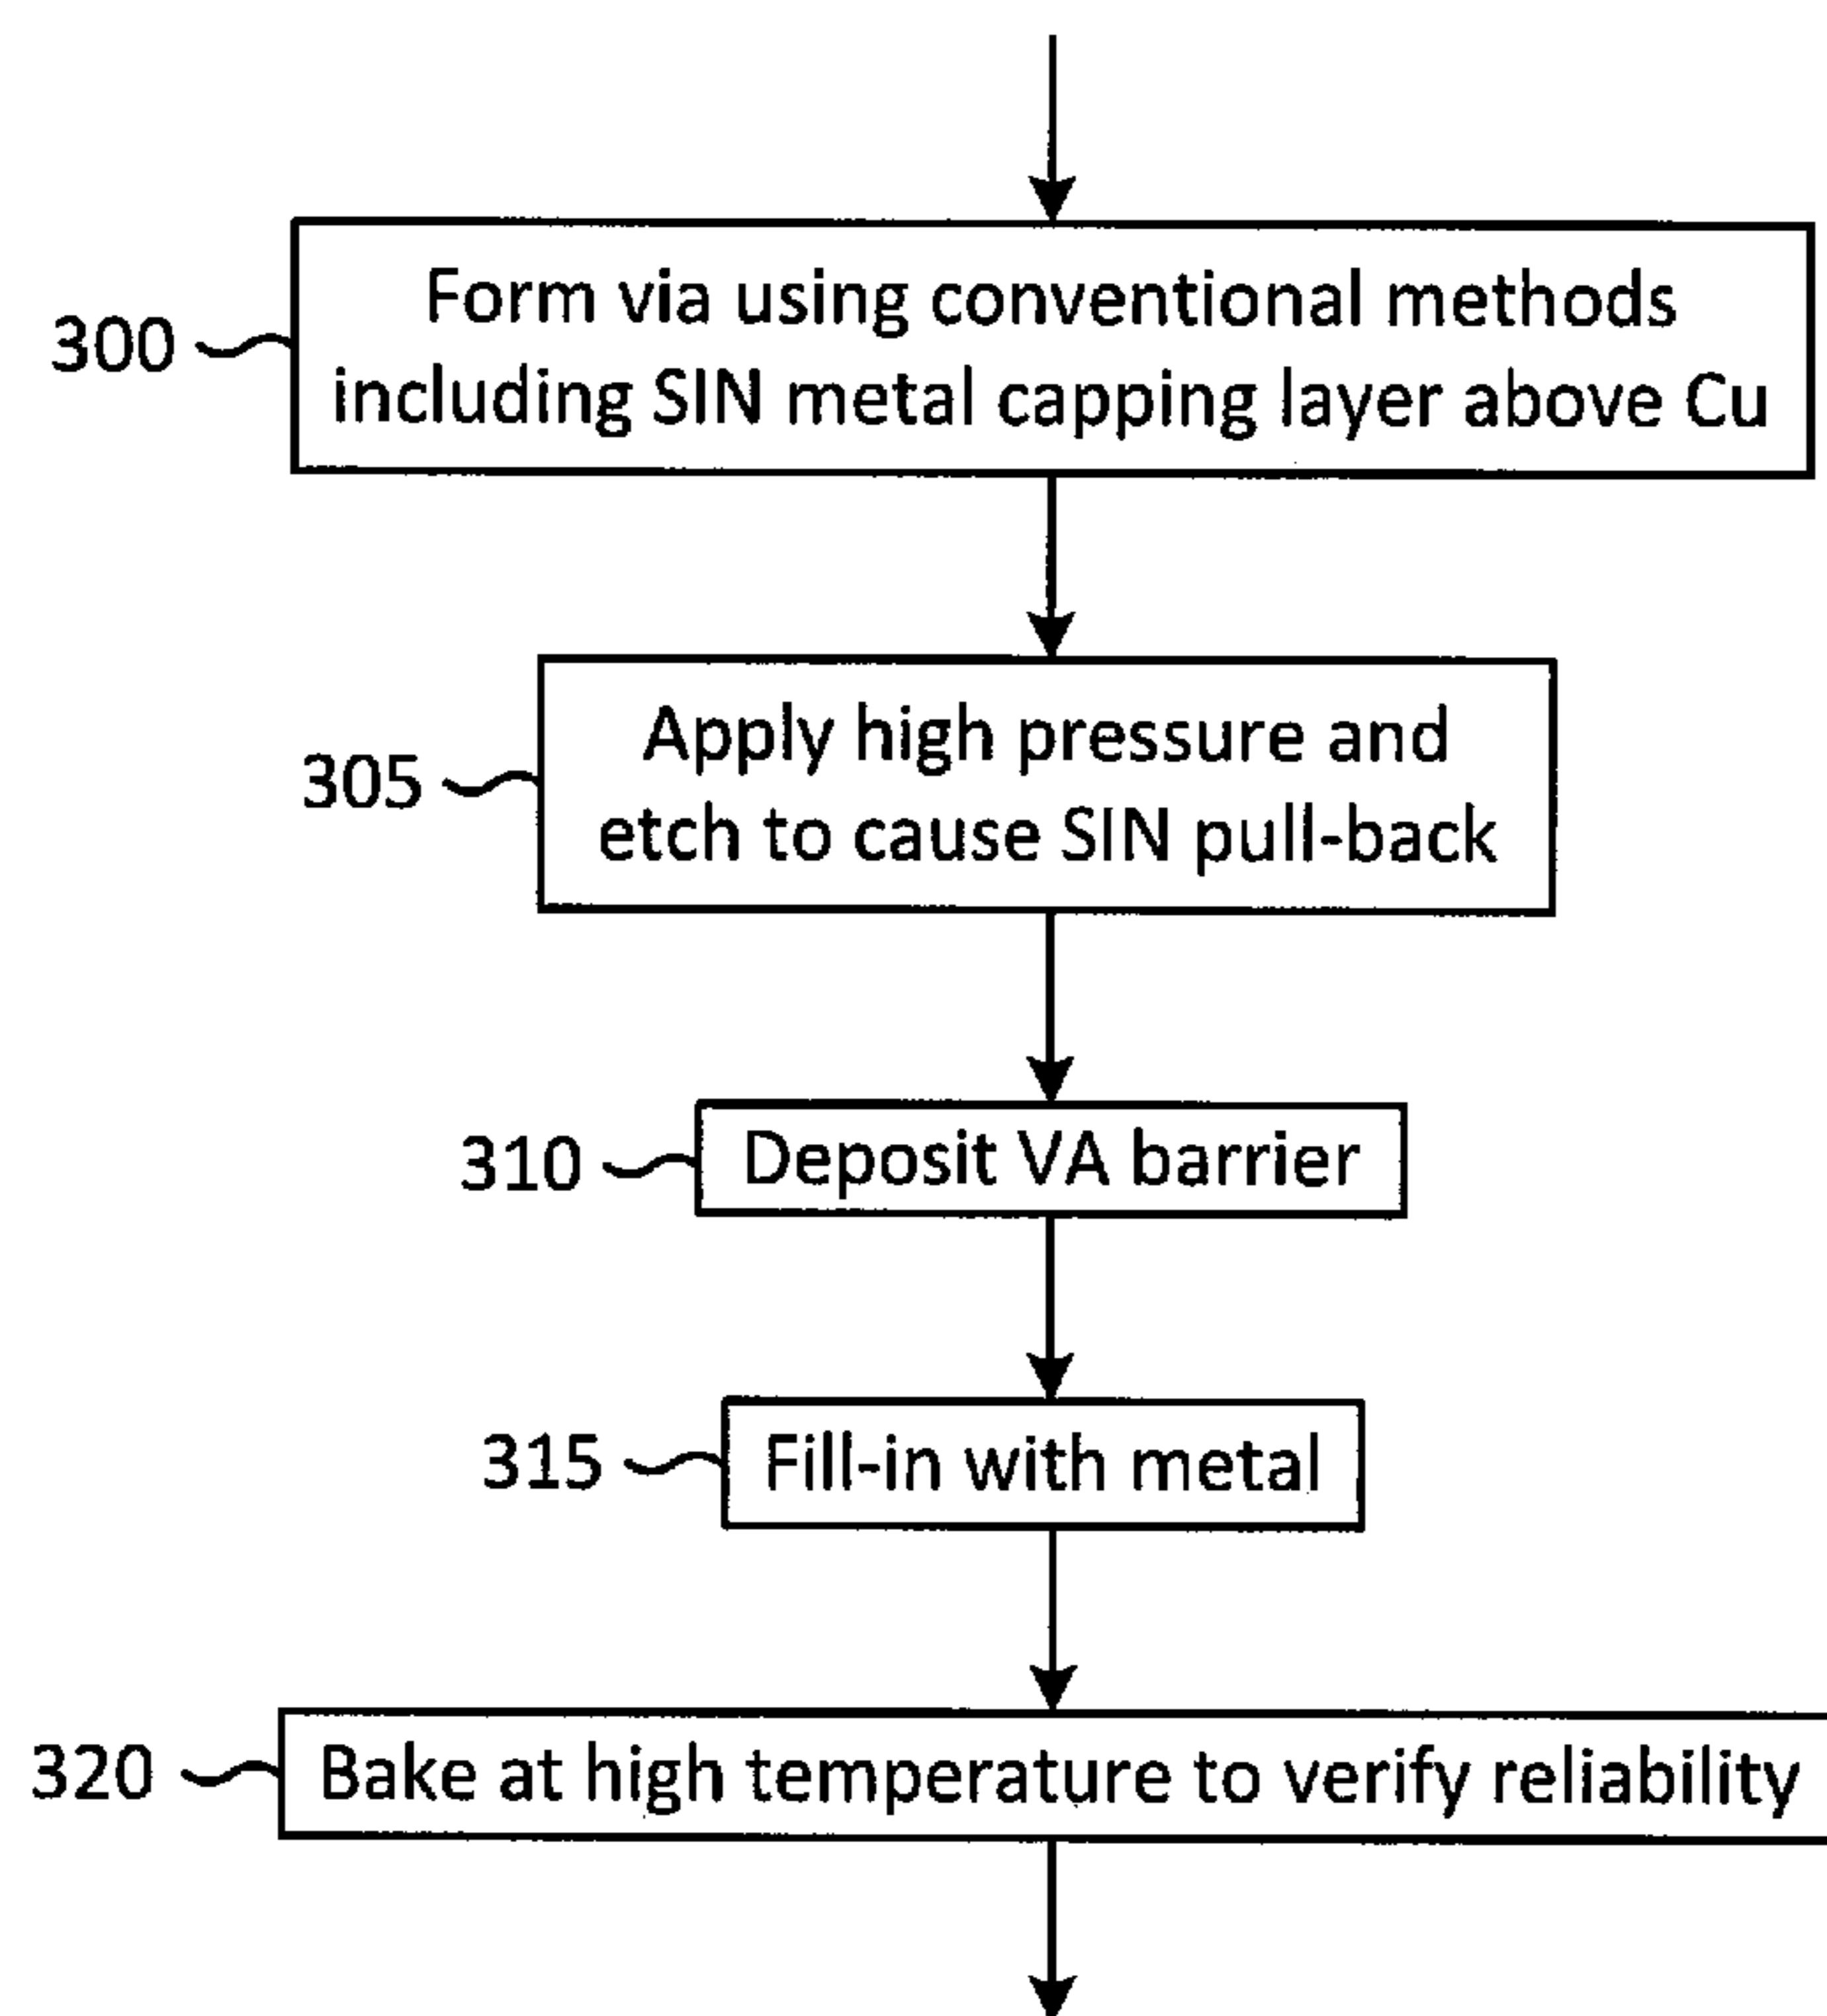 300
Form via using conventional methods
including SIN metal capping layer above Cu
305
Apply high pressure and
etch to cause SIN pull-back
310
Deposit VA barrier
315
Fill-in with metal
320
Bake at high temperature to verify reliability